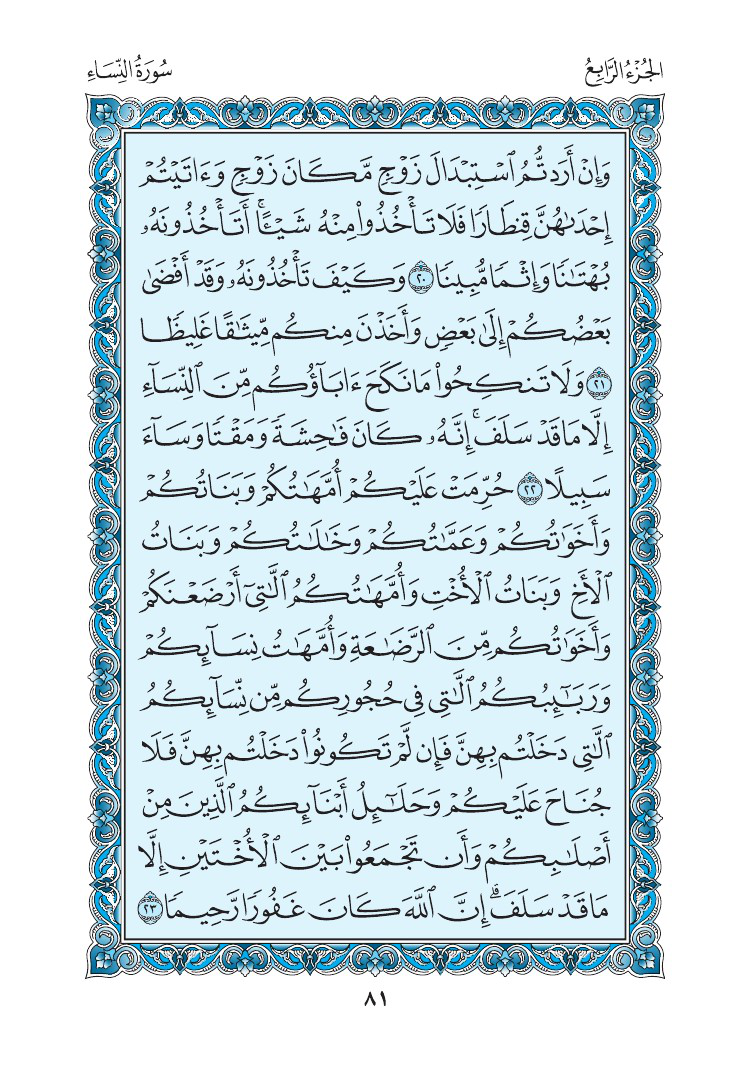 الجُزْءُ الرَّابِعُ
سُورَةُ النِّسَاءِ
وَإِنْ أَرَدتُّمُ ٱسْتِبْدَالَ زَوْجٍ مَّكَانَ زَوْجٍ وَءَاتَيْتُمْ
إِحْدَىٰهُنَّ قِنطَارًا فَلَا تَأْخُذُوا۟ مِنْهُ شَيْـًٔا ۚ أَتَأْخُذُونَهُۥ
بُهْتَـٰنًا وَإِثْمًا مُّبِينًا ٢٠ وَكَيْفَ تَأْخُذُونَهُۥ وَقَدْ أَفْضَىٰ
بَعْضُكُمْ إِلَىٰ بَعْضٍ وَأَخَذْنَ مِنكُم مِّيثَـٰقًا غَلِيظًا
٢١ وَلَا تَنكِحُوا۟ مَا نَكَحَ ءَابَآؤُكُم مِّنَ ٱلنِّسَآءِ
إِلَّا مَا قَدْ سَلَفَ ۚ إِنَّهُۥ كَانَ فَـٰحِشَةً وَمَقْتًا وَسَآءَ
سَبِيلًا ٢٢ حُرِّمَتْ عَلَيْكُمْ أُمَّهَـٰتُكُمْ وَبَنَاتُكُمْ
وَأَخَوَٰتُكُمْ وَعَمَّـٰتُكُمْ وَخَـٰلَـٰتُكُمْ وَبَنَاتُ
ٱلْأَخِ وَبَنَاتُ ٱلْأُخْتِ وَأُمَّهَـٰتُكُمُ ٱلَّـٰتِىٓ أَرْضَعْنَكُمْ
وَأَخَوَٰتُكُم مِّنَ ٱلرَّضَـٰعَةِ وَأُمَّهَـٰتُ نِسَآئِكُمْ
وَرَبَـٰٓئِبُكُمُ ٱلَّـٰتِى فِى حُجُورِكُم مِّن نِّسَآئِكُمُ
ٱلَّـٰتِى دَخَلْتُم بِهِنَّ فَإِن لَّمْ تَكُونُوا۟ دَخَلْتُم بِهِنَّ فَلَا
جُنَاحَ عَلَيْكُمْ وَحَلَـٰٓئِلُ أَبْنَآئِكُمُ ٱلَّذِينَ مِنْ
أَصْلَـٰبِكُمْ وَأَن تَجْمَعُوا۟ بَيْنَ ٱلْأُخْتَيْنِ إِلَّا
مَا قَدْ سَلَفَ ۗ إِنَّ ٱللَّهَ كَانَ غَفُورًا رَّحِيمًا ٢٣
٨١